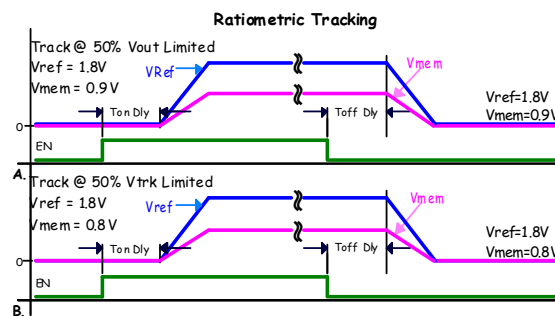 Ratiometric Tracking
Track @ 50% Vout Limited
Vref = 1.8V
Vmem = 0.9V
VRef
Vmem
Ton Dly
Toff Dly
Vref=1.8V
Vmem=0.9V
0
EN
A.
Track @ 50% Vtrk Limited
Vref = 1.8V
Vmem = 0.8V
Vref
Vmem
Ton Dly
Toff Dly
Vref=1.8V
Vmem=0.8V
0
EN
B.